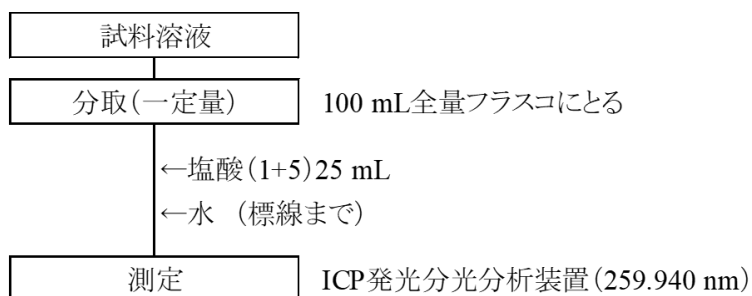 試料溶液
分取(一定量) 100 mL全量フラスコにとる
←塩酸(1+5)25 mL
←水 (標線まで)
測定 ICP発光分光分析装置(259.940 nm)